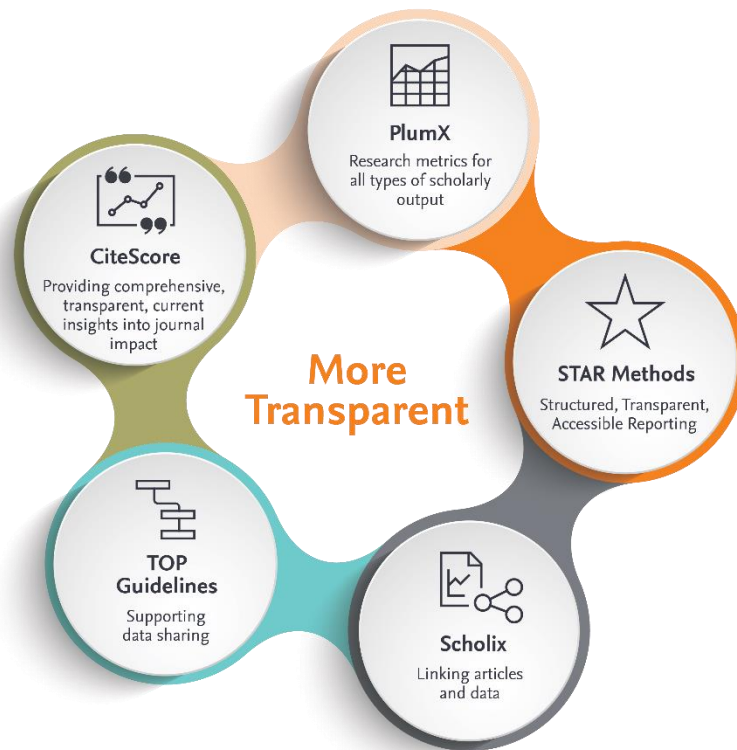 PlumX
Research metrics for
all types of scholarly
output
CiteScore
Providing comprehensive,
transparent, current
insights into journal
impact
STAR Methods
Structured, Transparent,
Accessible Reporting
More
Transparent
TOP
Guidelines
Supporting
data sharing
Scholix
Linking articles
and data